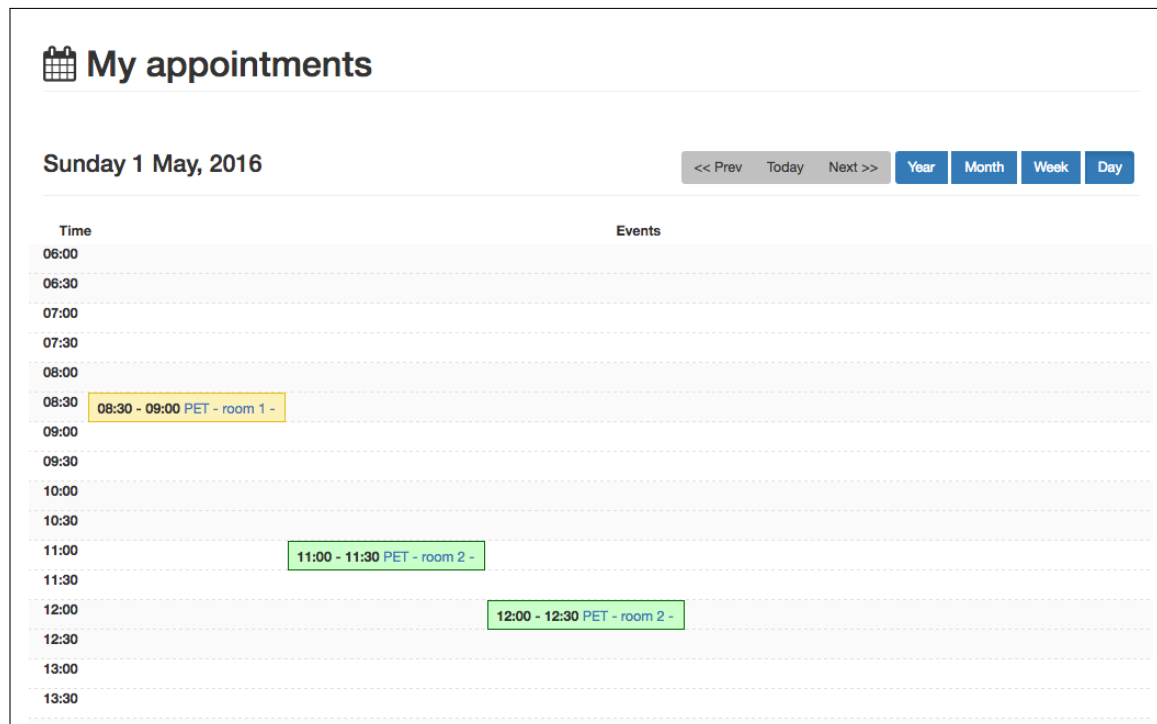 My appointments
Sunday 1 May, 2016
<< Prev Today Next >> Year Month Week Day
Time Events
06:00
06:30
07:00
07:30
08:00
08:30 08:30 - 09:00 PET - room 1 -
09:00
09:30
10:00
10:30
11:00 11:00 - 11:30 PET - room 2 -
11:30
12:00 12:00 - 12:30 PET - room 2 -
12:30
13:00
13:30